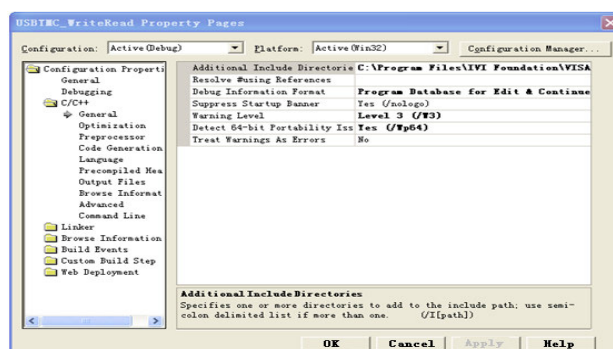 USBTMC_WriteRead Property Pages
Configuration: Active(Debug) Platform: Active(Win32) Configuration Manager...
Configuration Properti
General
Debugging
C/C++
General
Optimization
Preprocessor
Code Generation
Language
Precompiled Hea
Output Files
Browse Informat
Advanced
Command Line
Linker
Browse Information
Build Events
Custom Build Step
Web Deployment
Additional Include Directorie C:\Program Files\IVI Foundation\VISA
Resolve #using References
Debug Information Format Program Database for Edit & Continue
Suppress Startup Banner Yes (/nologo)
Warning Level Level 3 (/W3)
Detect 64-bit Portability Iss Yes (/Wp64)
Treat Warnings As Errors No
Additional Include Directories
Specifies one or more directories to add to the include path; use semi-
colon delimited list if more than one. (/I[path])
OK Cancel Apply Help